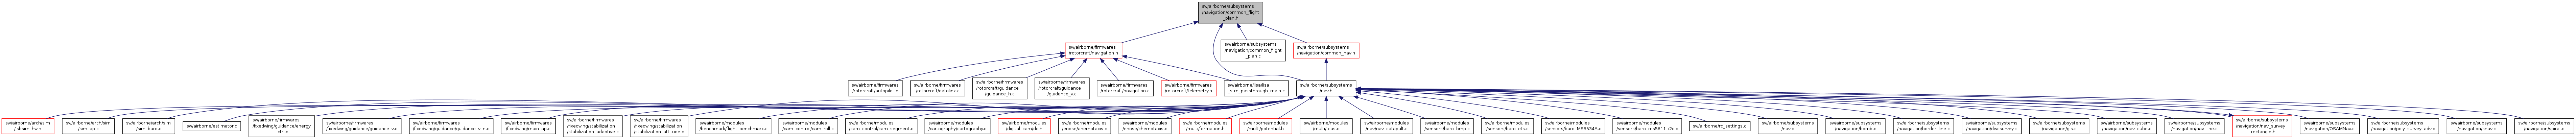 sw/airborne/subsystems
/navigation/common_flight
_plan.h
sw/airborne/firmwares
/rotorcraft/navigation.h
sw/airborne/subsystems
/navigation/common_flight
_plan.c
sw/airborne/subsystems
/navigation/common_nav.h
sw/airborne/firmwares
/rotorcraft/autopilot.c
sw/airborne/firmwares
/rotorcraft/datalink.c
sw/airborne/firmwares
/rotorcraft/guidance
/guidance_h.c
sw/airborne/firmwares
/rotorcraft/guidance
/guidance_v.c
sw/airborne/firmwares
/rotorcraft/navigation.c
sw/airborne/firmwares
/rotorcraft/telemetry.h
sw/airborne/lisa/lisa
_stm_passthrough_main.c
sw/airborne/subsystems
/nav.h
sw/airborne/arch/sim
/jsbsim_hw.h
sw/airborne/arch/sim
/sim_ap.c
sw/airborne/arch/sim
/sim_baro.c
sw/airborne/estimator.c
sw/airborne/firmwares
/fixedwing/guidance/energy
_ctrl.c
sw/airborne/firmwares
/fixedwing/guidance/guidance_v.c
sw/airborne/firmwares
/fixedwing/guidance/guidance_v_n.c
sw/airborne/firmwares
/fixedwing/main_ap.c
sw/airborne/firmwares
/fixedwing/stabilization
/stabilization_adaptive.c
sw/airborne/firmwares
/fixedwing/stabilization
/stabilization_attitude.c
sw/airborne/modules
/benchmark/flight_benchmark.c
sw/airborne/modules
/cam_control/cam_roll.c
sw/airborne/modules
/cam_control/cam_segment.c
sw/airborne/modules
/cartography/cartography.c
sw/airborne/modules
/digital_cam/dc.h
sw/airborne/modules
/enose/anemotaxis.c
sw/airborne/modules
/enose/chemotaxis.c
sw/airborne/modules
/multi/formation.h
sw/airborne/modules
/multi/potential.h
sw/airborne/modules
/multi/tcas.c
sw/airborne/modules
/nav/nav_catapult.c
sw/airborne/modules
/sensors/baro_bmp.c
sw/airborne/modules
/sensors/baro_ets.c
sw/airborne/modules
/sensors/baro_MS5534A.c
sw/airborne/modules
/sensors/baro_ms5611_i2c.c
sw/airborne/rc_settings.c
sw/airborne/subsystems
/nav.c
sw/airborne/subsystems
/navigation/bomb.c
sw/airborne/subsystems
/navigation/border_line.c
sw/airborne/subsystems
/navigation/discsurvey.c
sw/airborne/subsystems
/navigation/gls.c
sw/airborne/subsystems
/navigation/nav_cube.c
sw/airborne/subsystems
/navigation/nav_line.c
sw/airborne/subsystems
/navigation/nav_survey
_rectangle.h
sw/airborne/subsystems
/navigation/OSAMNav.c
sw/airborne/subsystems
/navigation/poly_survey_adv.c
sw/airborne/subsystems
/navigation/snav.c
sw/airborne/subsystems
/navigation/spiral.c